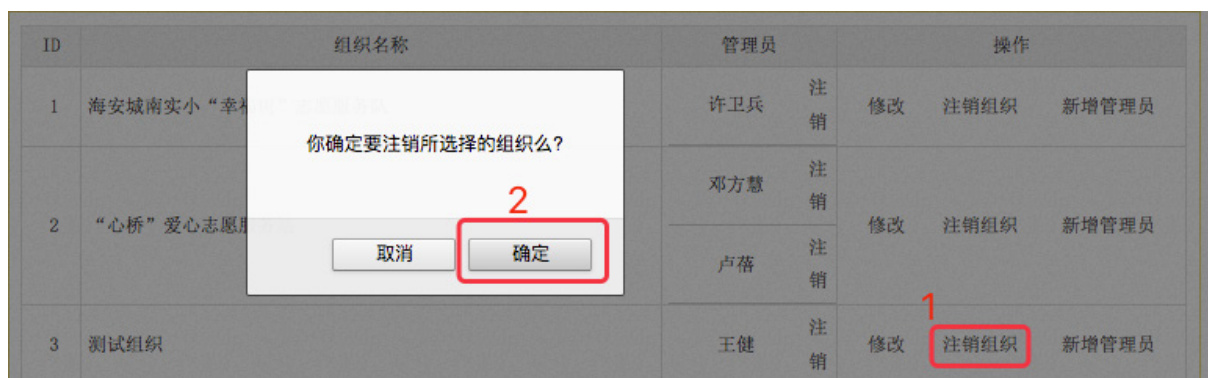 ID 组织名称 管理员 操作
1 海安城南实小“幸 许卫兵 注销 修改 注销组织 新增管理员
你确定要注销所选择的组织么?
2
邓方慧 注销
2 “心桥”爱心志愿服 修改 注销组织 新增管理员
取消 确定
卢蓓 注销
1
3 测试组织 王健 注销 修改 注销组织 新增管理员